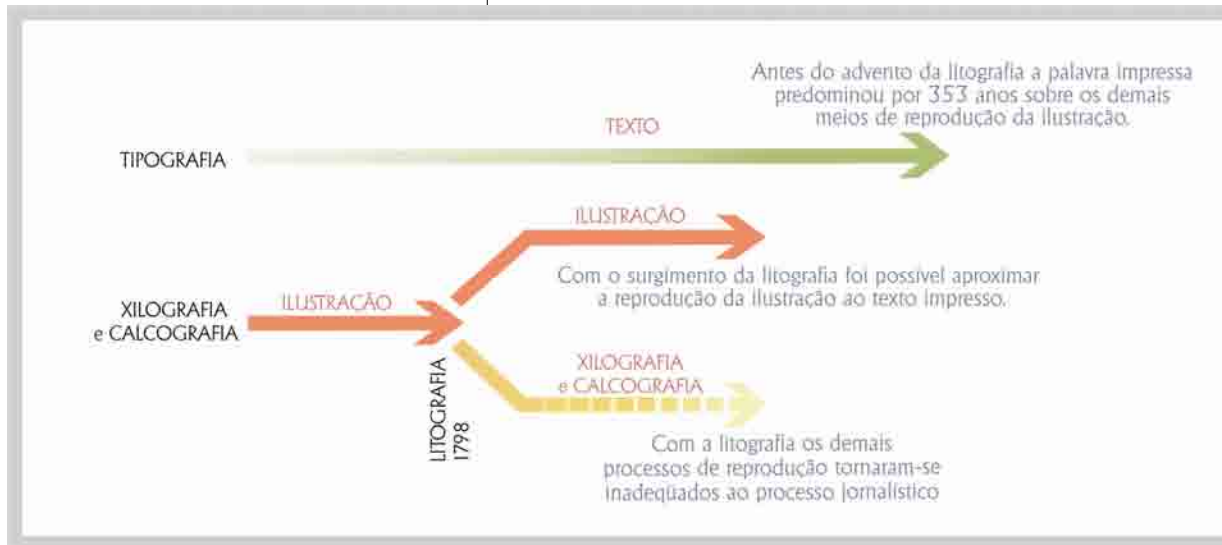 Antes do advento da litografia a palavra impressa
predominou por 353 anos sobre os demais
meios de reprodução da ilustração.
TEXTO
TIPOGRAFIA
ILUSTRAÇÃO
Com o surgimento da litografia foi possível aproximar
a reprodução da ilustração ao texto impresso.
XILOGRAFIA
e CALCOGRAFIA
ILUSTRAÇÃO
LITOGRAFIA
1798
XILOGRAFIA
e CALCOGRAFIA
Com a litografia os demais
processos de reprodução tornaram-se
inadeqüados ao processo jornalístico